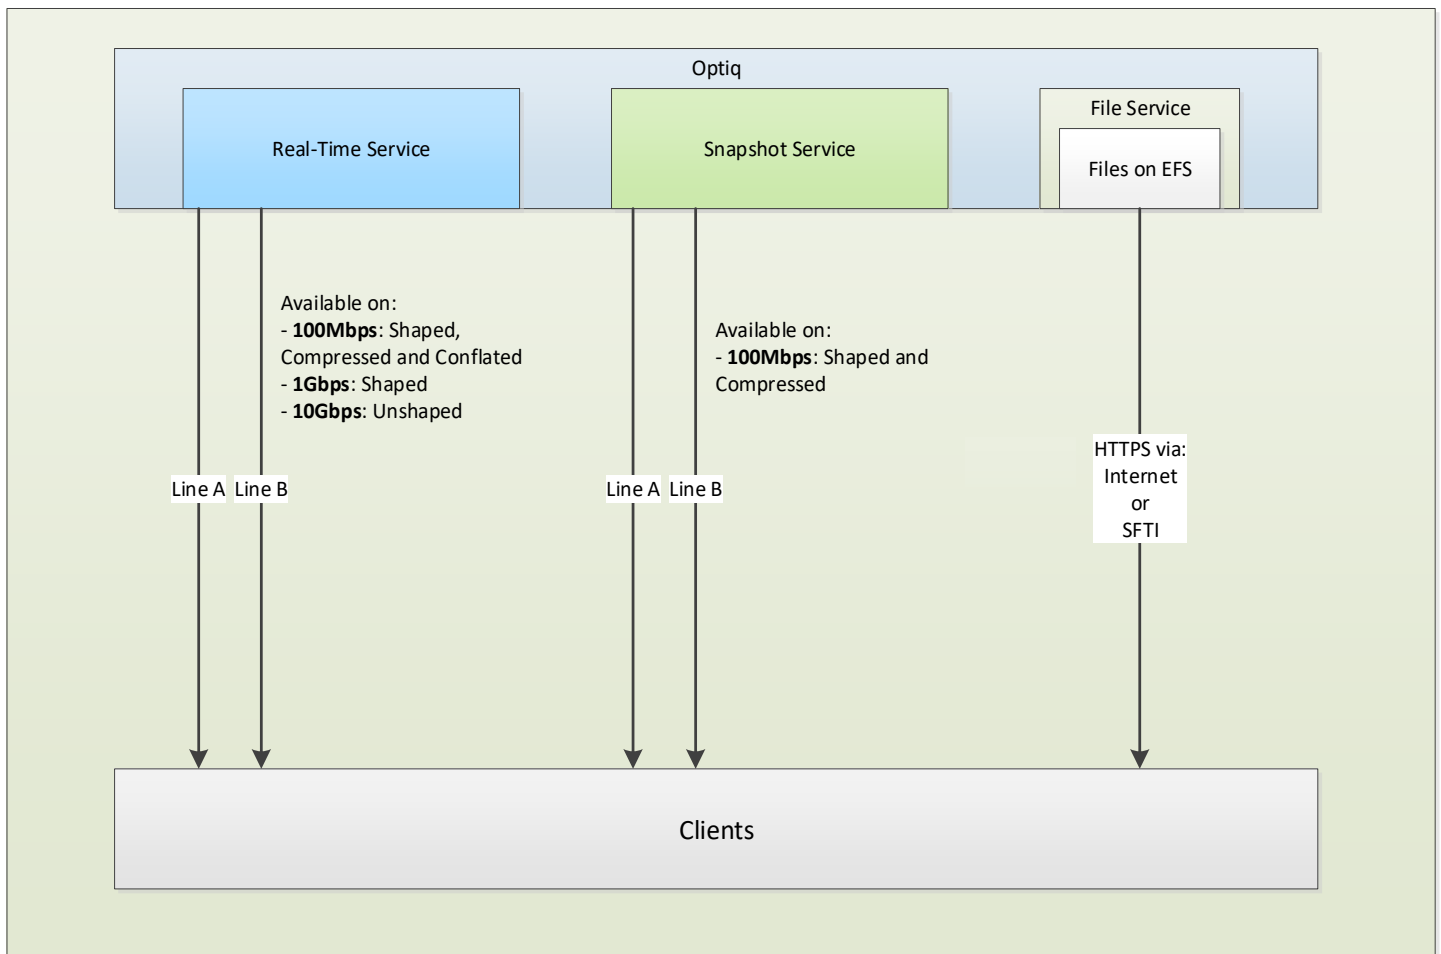 Optiq
Real-Time Service
Snapshot Service
File Service
Files on EFS
Available on:
- 100Mbps: Shaped,
Compressed and Conflated
- 1Gbps: Shaped
- 10Gbps: Unshaped
Available on:
- 100Mbps: Shaped and
Compressed
Line A
Line B
Line A
Line B
HTTPS via:
Internet
or
SFTI
Clients